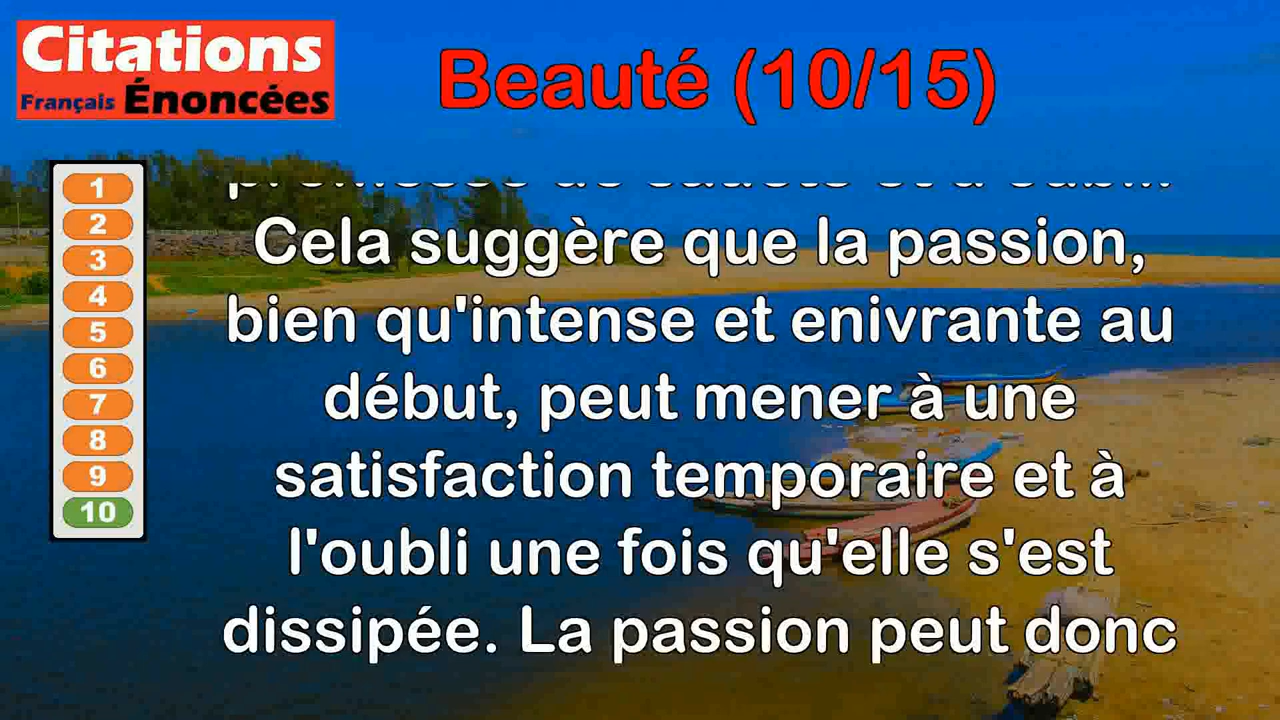 Citations
Français Énoncées
Beauté (10/15)
1
2
3
4
5
6
7
8
9
10
Cela suggère que la passion,
bien qu'intense et enivrante au
début, peut mener à une
satisfaction temporaire et à
l'oubli une fois qu'elle s'est
dissipée. La passion peut donc